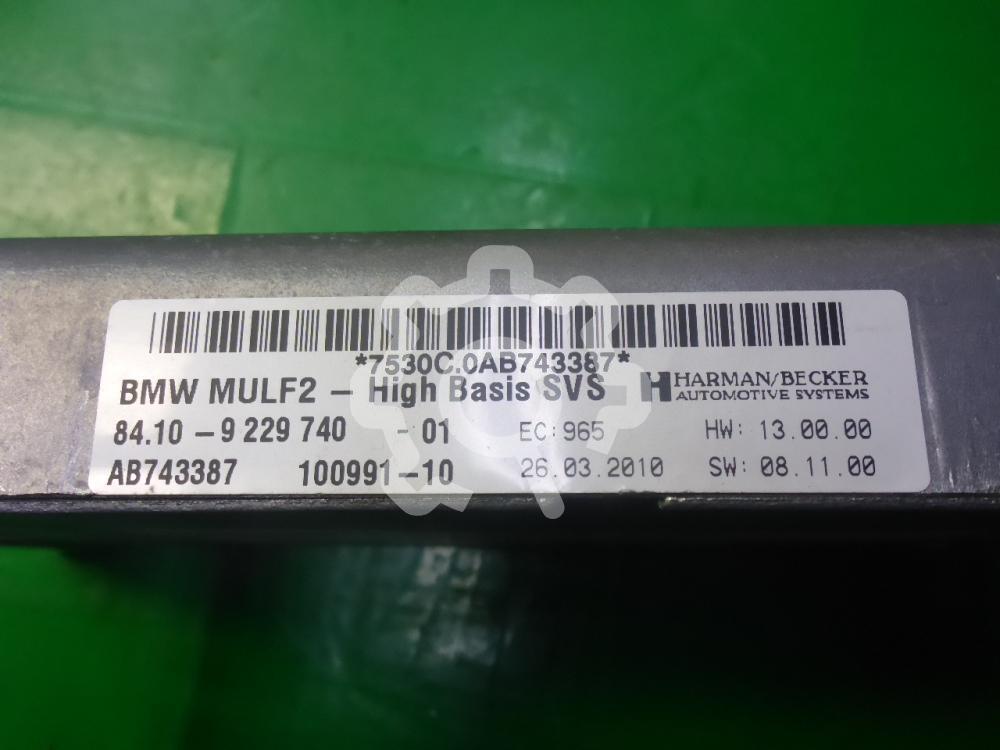 *7530C.0AB743387*
BMW MULF2 - High Basis SVS HARMAN/BECKER
AUTOMOTIVE SYSTEMS
84.10 - 9 229 740 - 01 EC: 965 HW: 13.00.00
AB743387 100991-10 26.03.2010 SW: 08.11.00